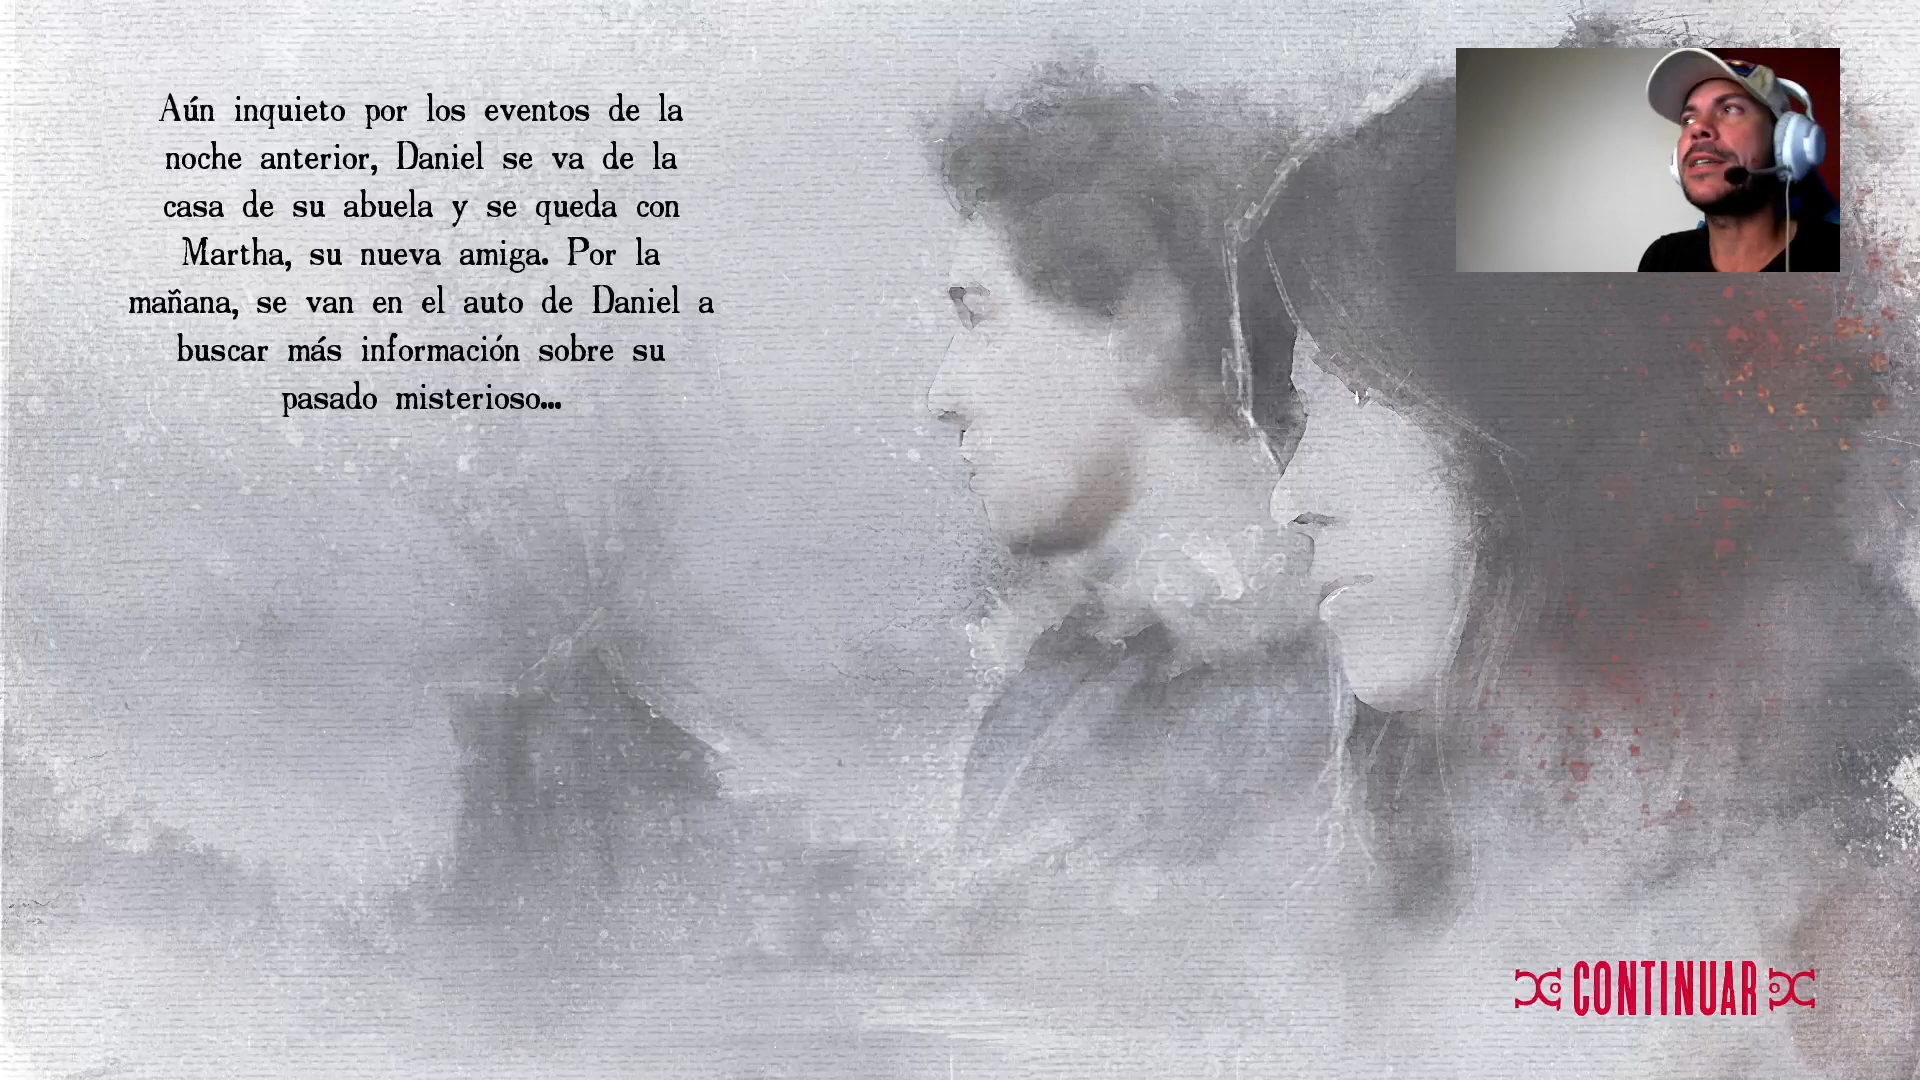 Aún inquieto por los eventos de la
noche anterior, Daniel se va de la
casa de su abuela y se queda con
Martha, su nueva amiga. Por la
mañana, se van en el auto de Daniel a
buscar más información sobre su
pasado misterioso...
CONTINUAR